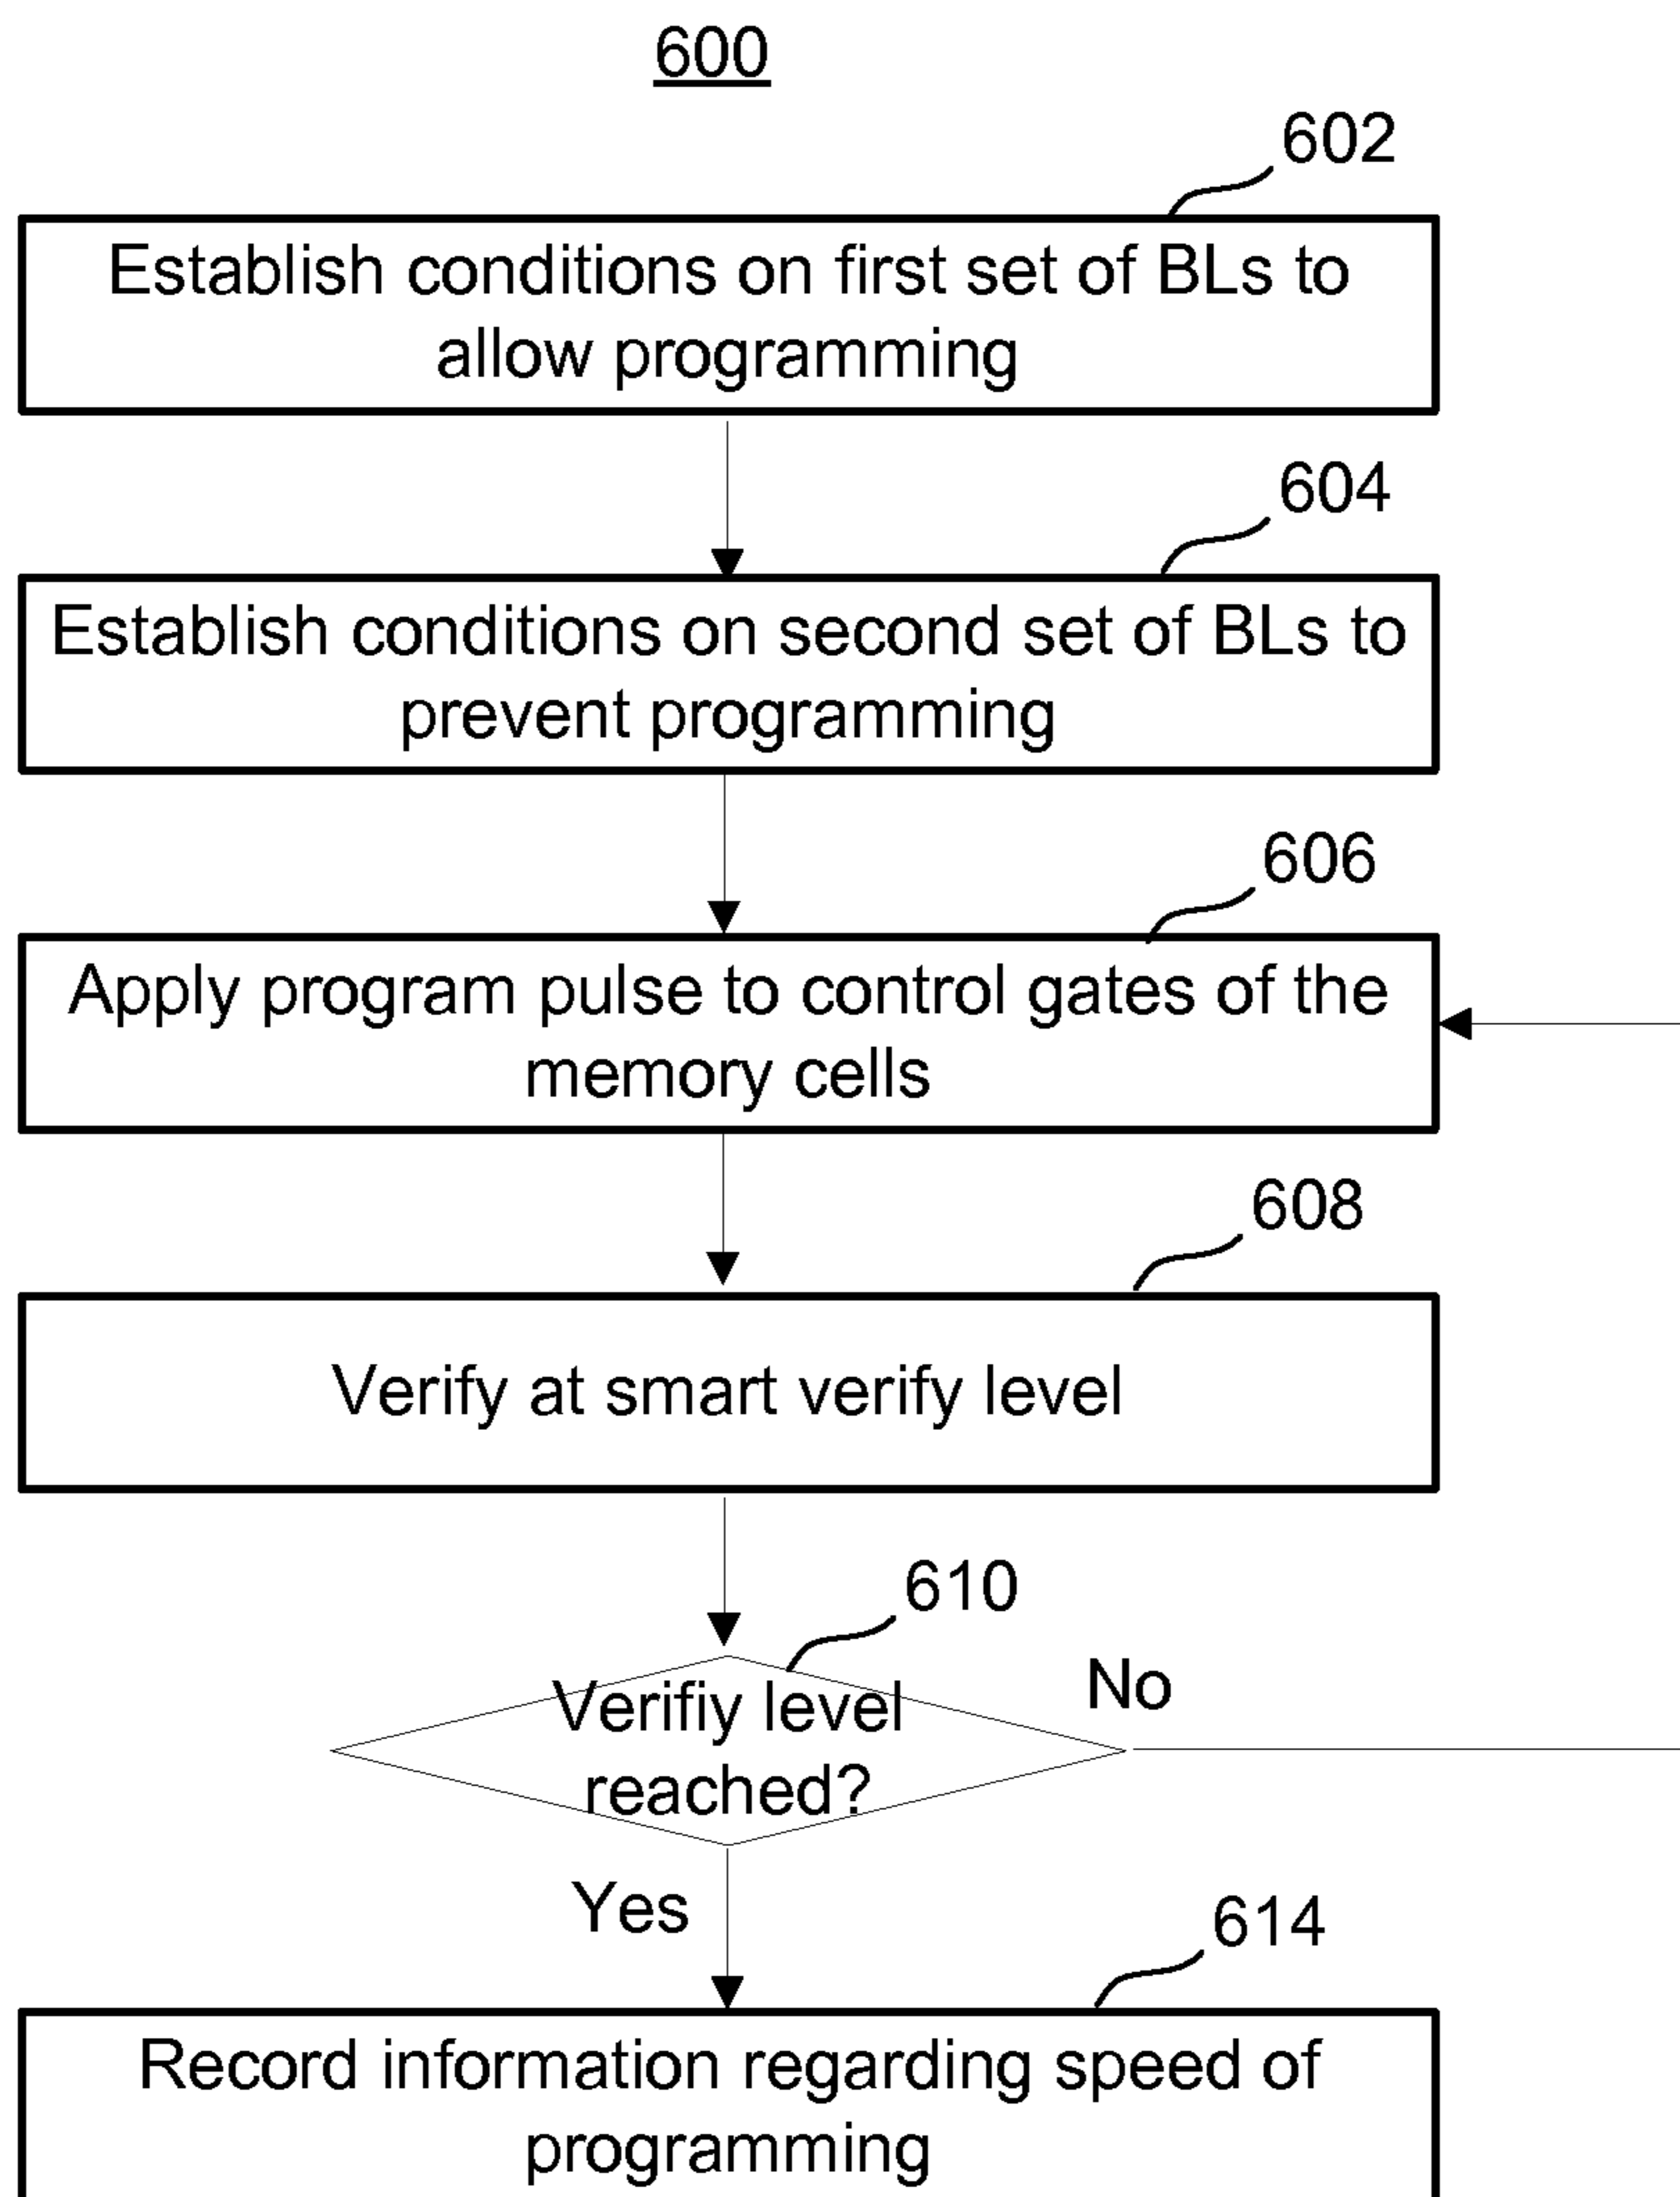 600
602
Establish conditions on first set of BLs to
allow programming
604
Establish conditions on second set of BLs to
prevent programming
606
Apply program pulse to control gates of the
memory cells
608
Verify at smart verify level
610
Verifiy level
reached?
No
Yes
614
Record information regarding speed of
programming